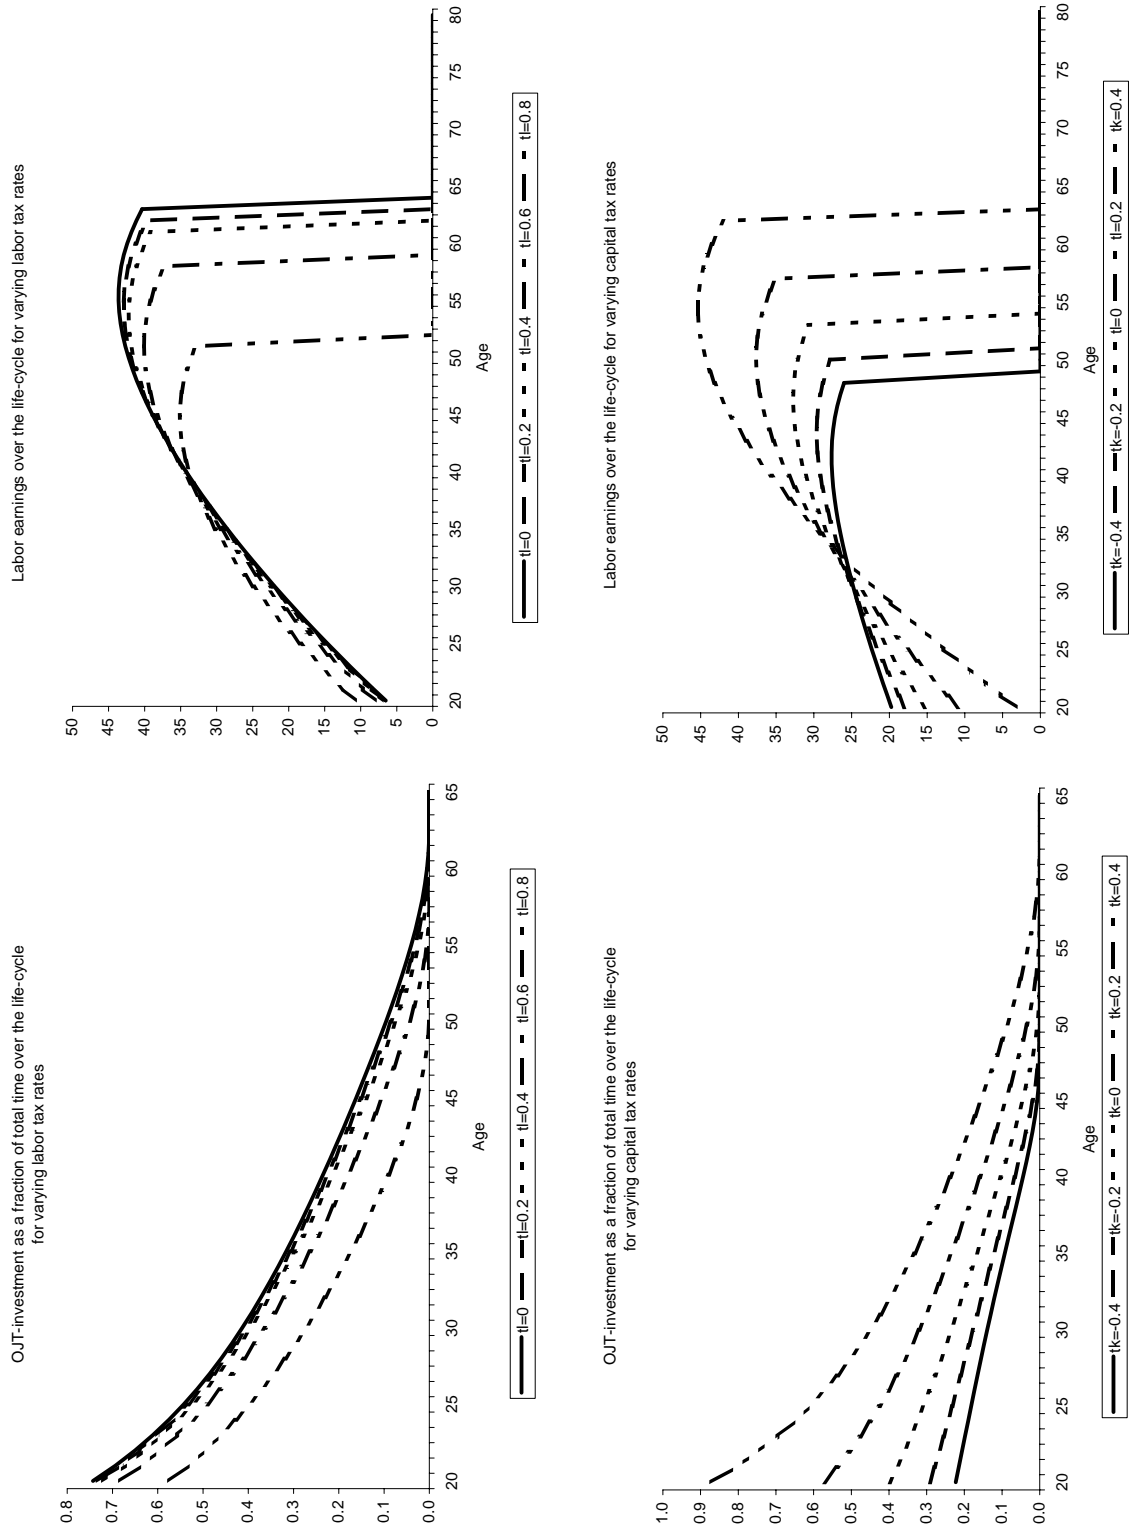 OJT-investment as a fraction of total time over the life-cycle
for varying labor tax rates
0.8
0.7
0.6
0.5
0.4
0.3
0.2
0.1
0.0
20 25 30 35 40 45 50 55 60 65
Age
tl=0 tl=0.2 tl=0.4 tl=0.6 tl=0.8
Labor earnings over the life-cycle for varying labor tax rates
50
45
40
35
30
25
20
15
10
5
0
20 25 30 35 40 45 50 55 60 65 70 75 80
Age
tl=0 tl=0.2 tl=0.4 tl=0.6 tl=0.8
OJT-investment as a fraction of total time over the life-cycle
for varying capital tax rates
1.0
0.9
0.8
0.7
0.6
0.5
0.4
0.3
0.2
0.1
0.0
20 25 30 35 40 45 50 55 60 65
Age
tk=-0.4 tk=-0.2 tk=0 tk=0.2 tk=0.4
Labor earnings over the life-cycle for varying capital tax rates
50
45
40
35
30
25
20
15
10
5
0
20 25 30 35 40 45 50 55 60 65 70 75 80
Age
tk=-0.4 tk=-0.2 tl=0 tl=0.2 tk=0.4